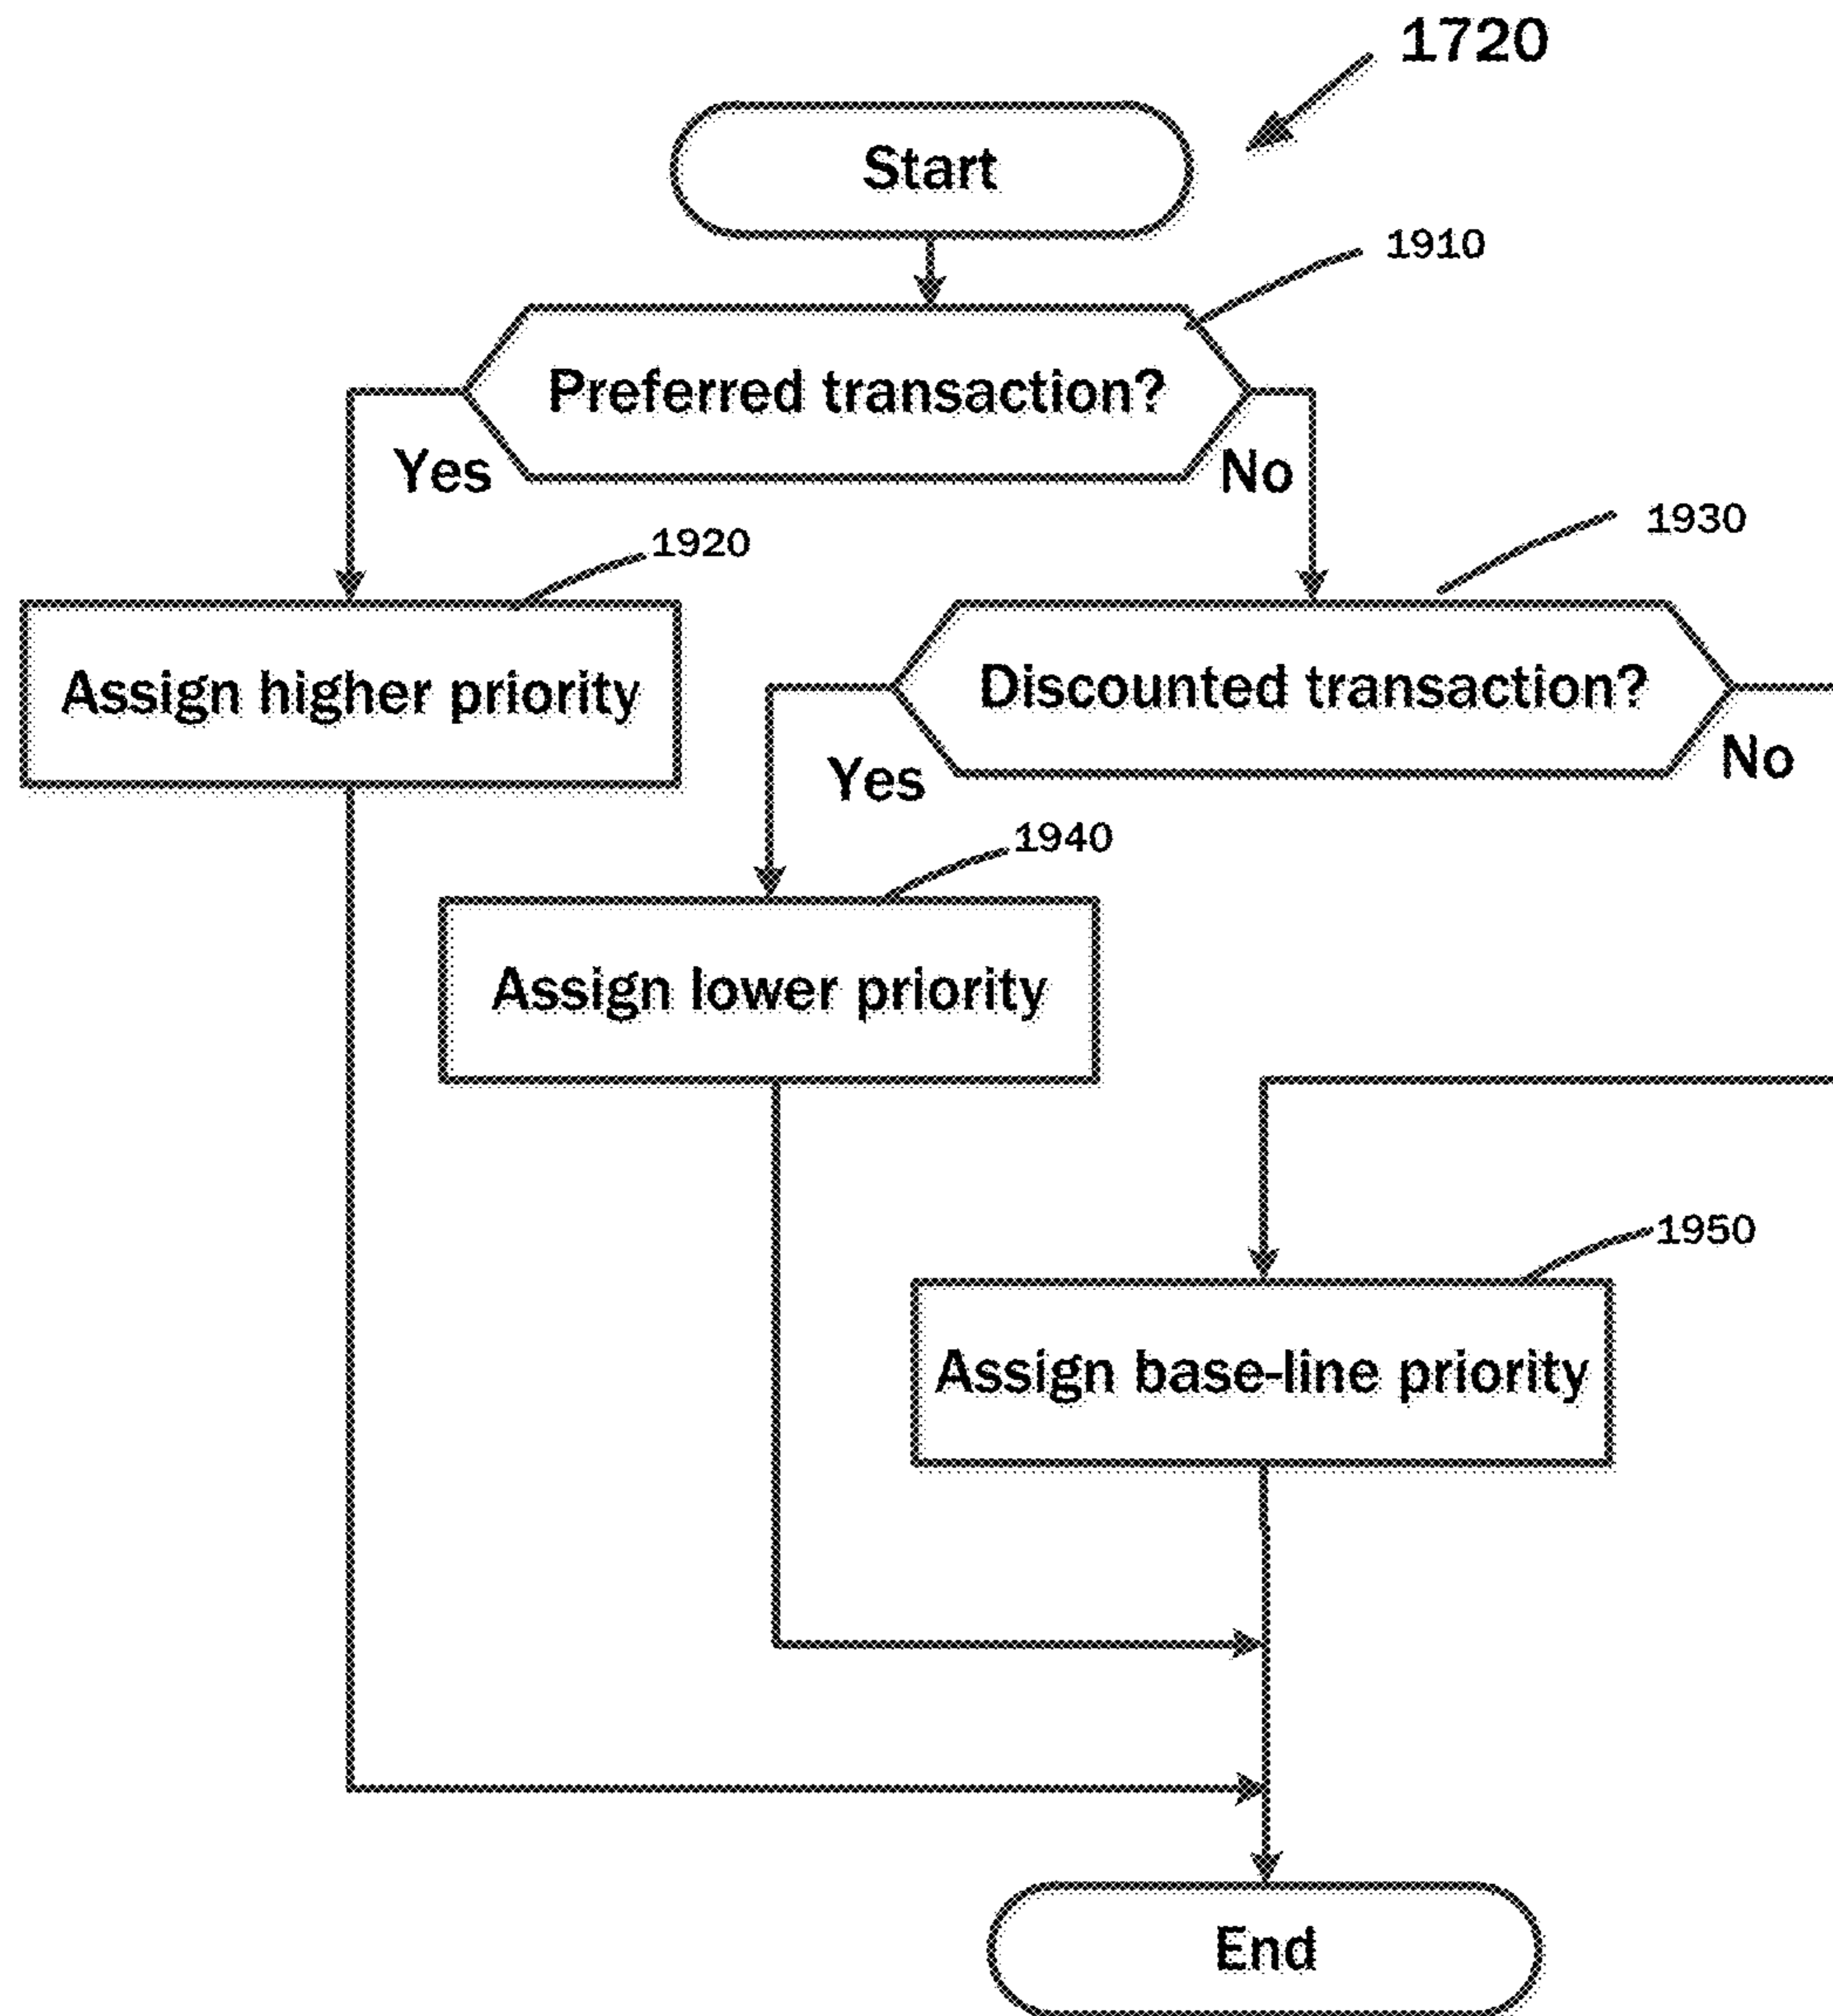 1720
Start
1910
Preferred transaction?
Yes
No
1920
1930
Assign higher priority
Discounted transaction?
Yes
No
1940
Assign lower priority
1950
Assign base-line priority
End